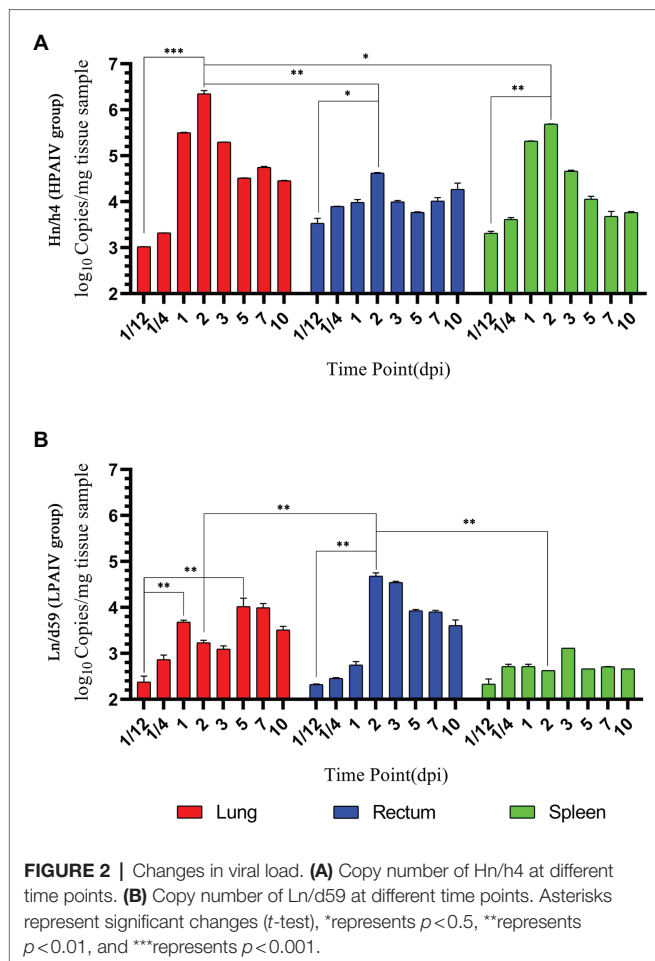 A
Hn/h4 (HPAIV group)
log10 Copies/mg tissue sample
7
6
5
4
3
2
***
*
**
*
**
1/12 1/4 1 2 3 5 7 10 1/12 1/4 1 2 3 5 7 10 1/12 1/4 1 2 3 5 7 10
Time Point(dpi)
B
Ln/d59 (LPAIV group)
log10 Copies/mg tissue sample
7
6
5
4
3
2
**
**
**
**
**
1/12 1/4 1 2 3 5 7 10 1/12 1/4 1 2 3 5 7 10 1/12 1/4 1 2 3 5 7 10
Time Point(dpi)
Lung Rectum Spleen
FIGURE 2 | Changes in viral load. (A) Copy number of Hn/h4 at different
time points. (B) Copy number of Ln/d59 at different time points. Asterisks
represent significant changes (t-test), *represents p<0.5, **represents
p<0.01, and ***represents p<0.001.